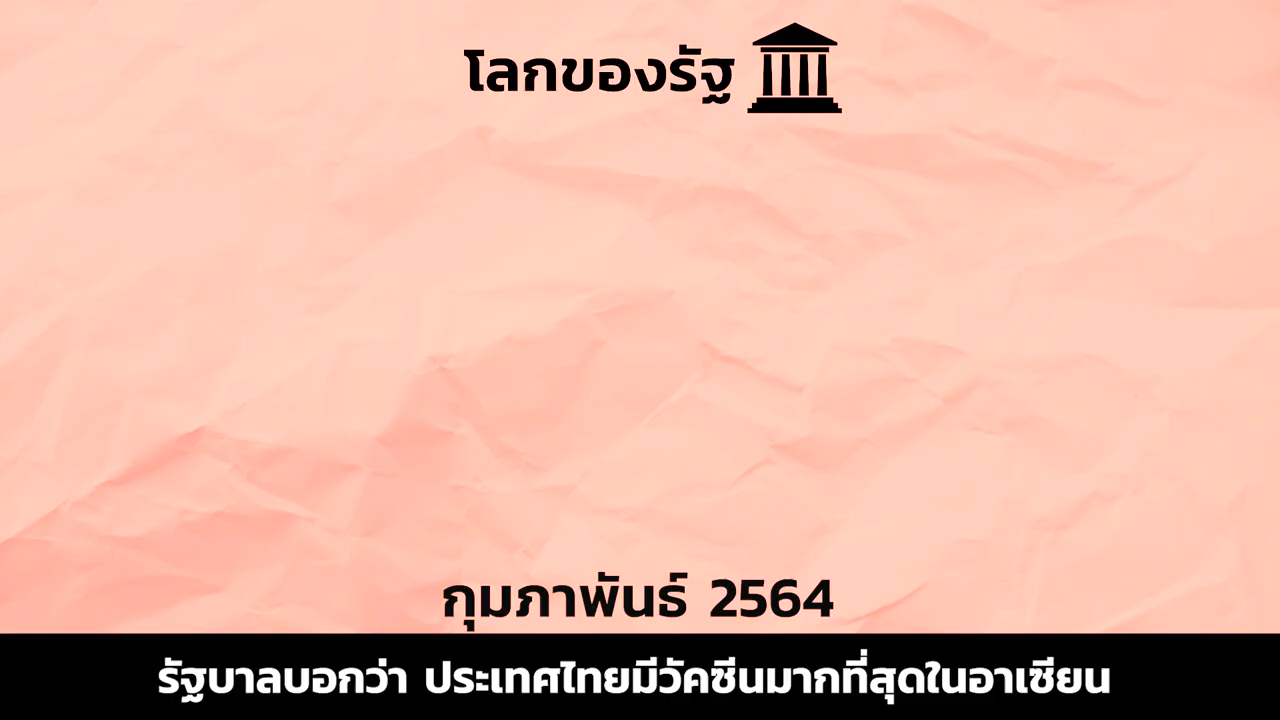 โลกของรัฐ
กุมภาพันธ์ 2564
รัฐบาลบอกว่า ประเทศไทยมีวัคซีนมากที่สุดในอาเซียน